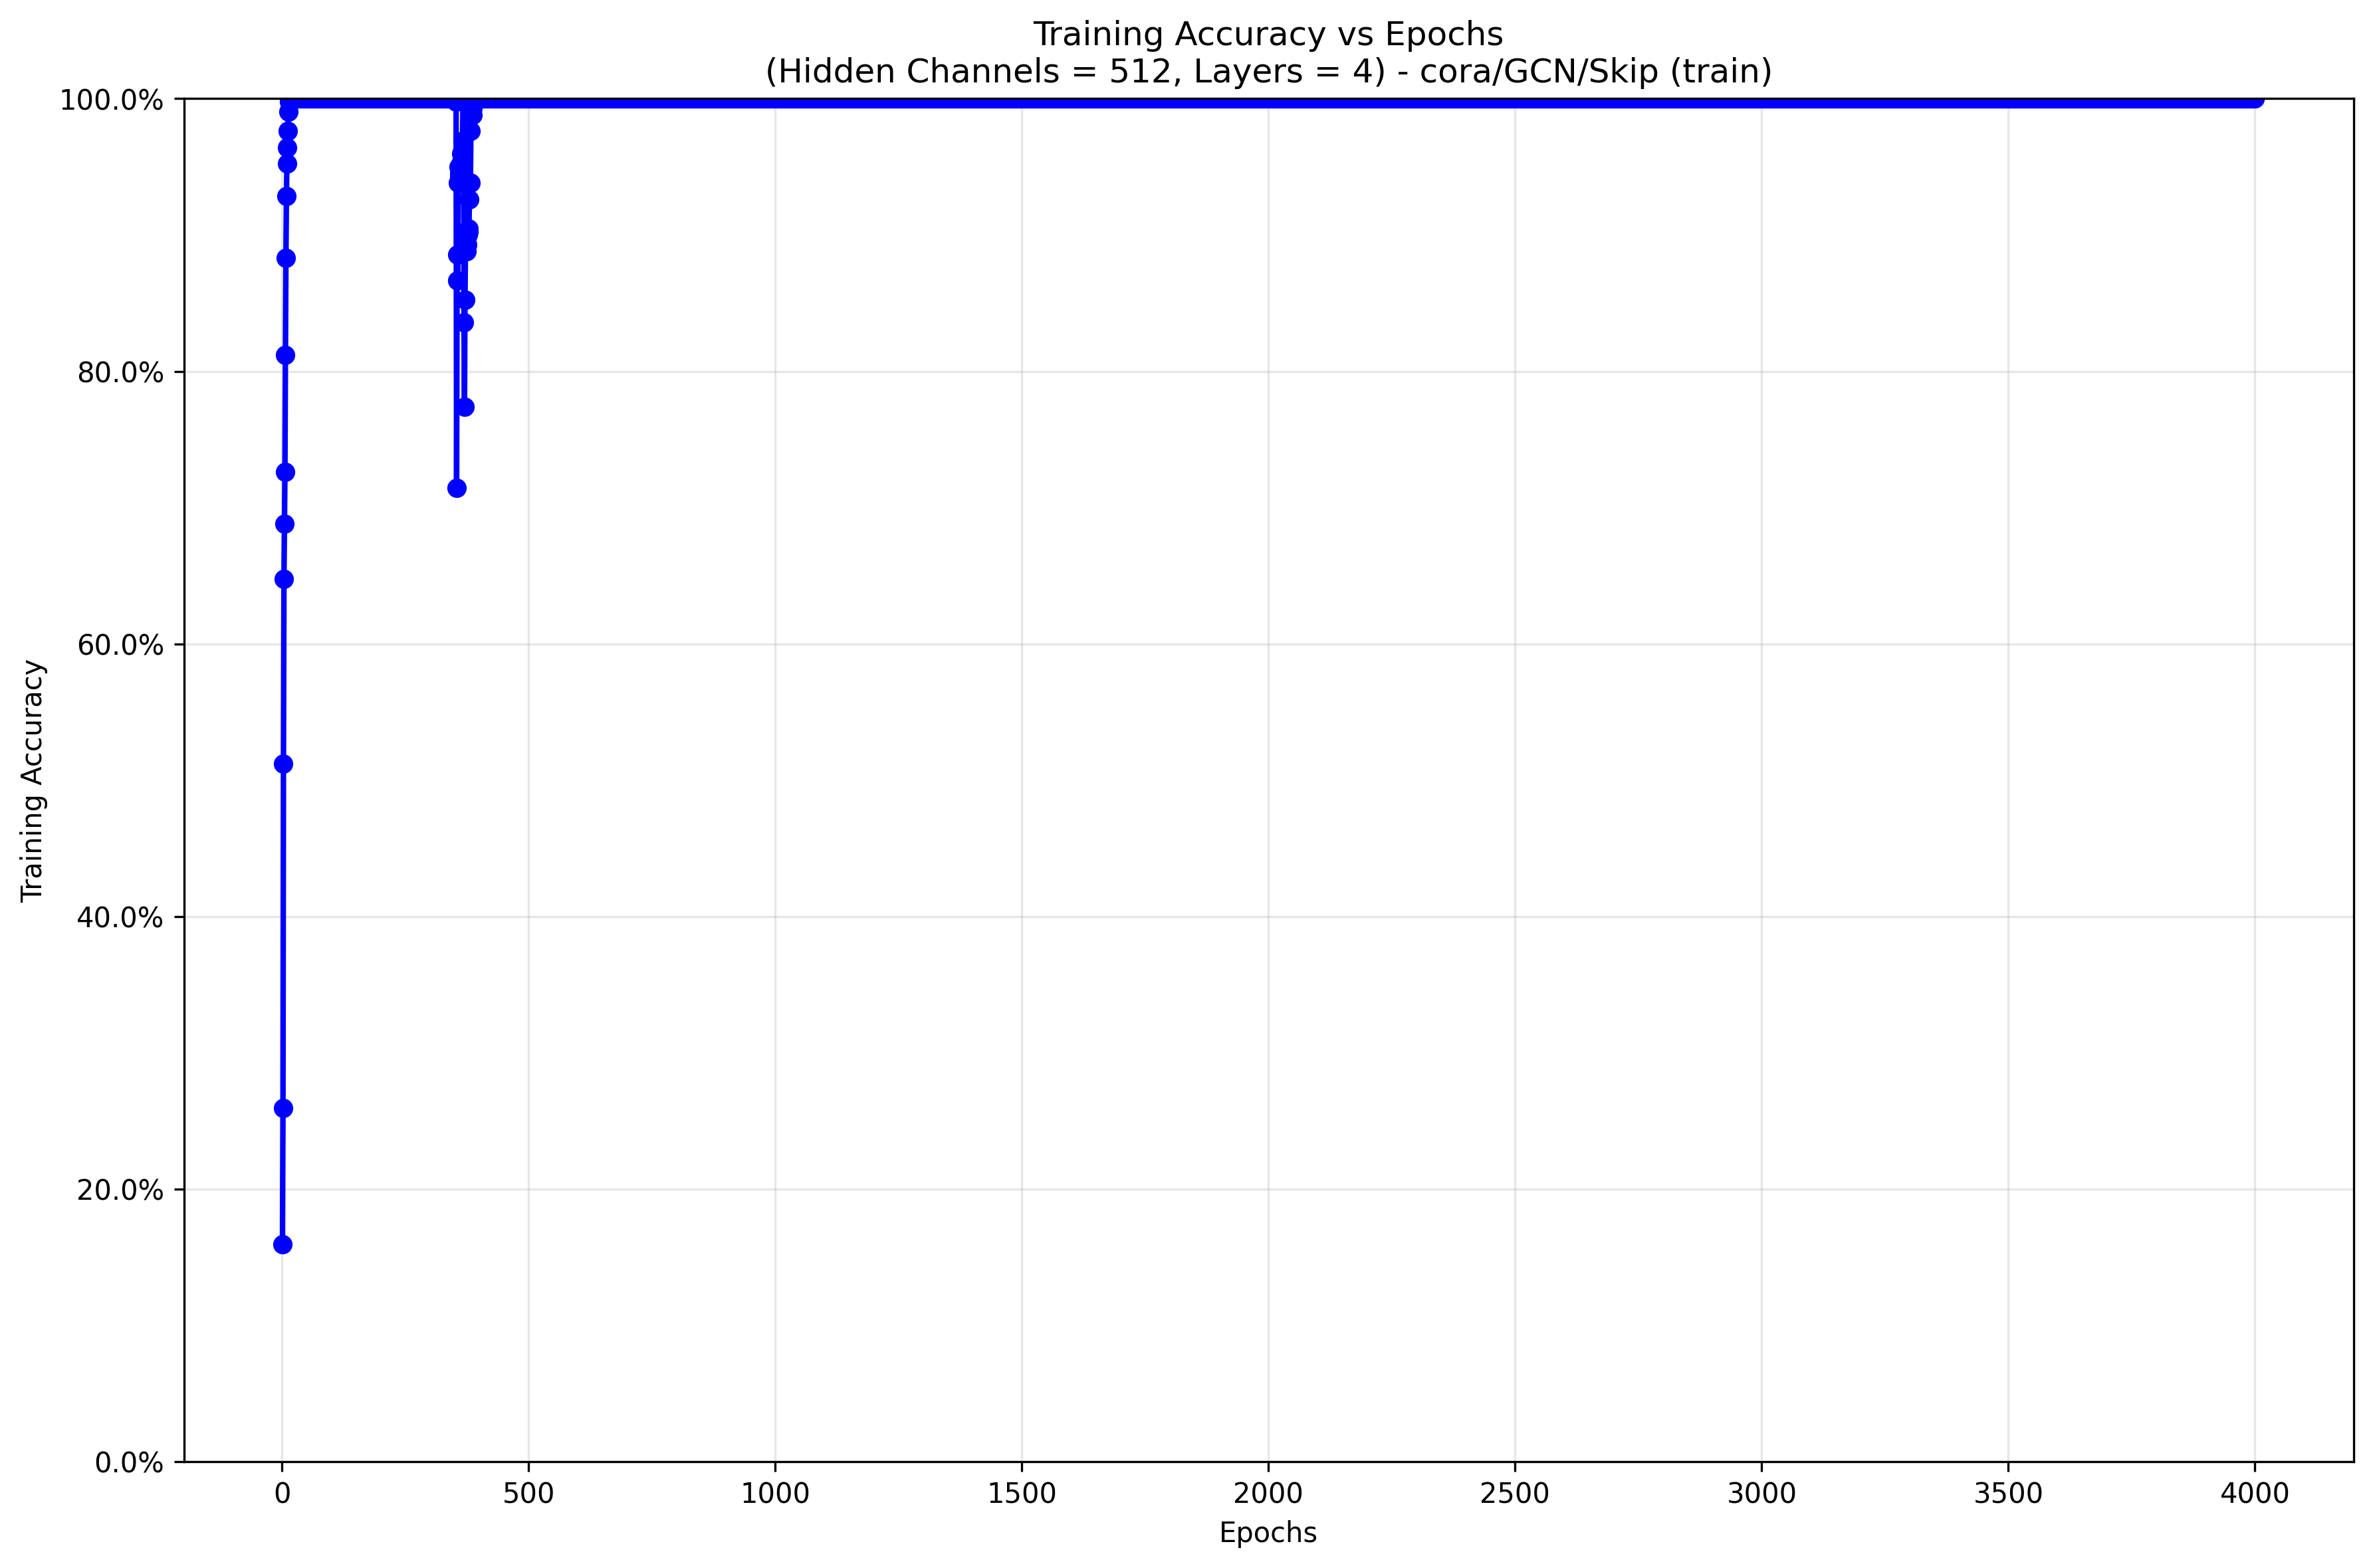 Training Accuracy vs Epochs
(Hidden Channels = 512, Layers = 4) - cora/GCN/Skip (train)
100.0%
80.0%
60.0%
40.0%
20.0%
0.0%
Training Accuracy
0 500 1000 1500 2000 2500 3000 3500 4000
Epochs